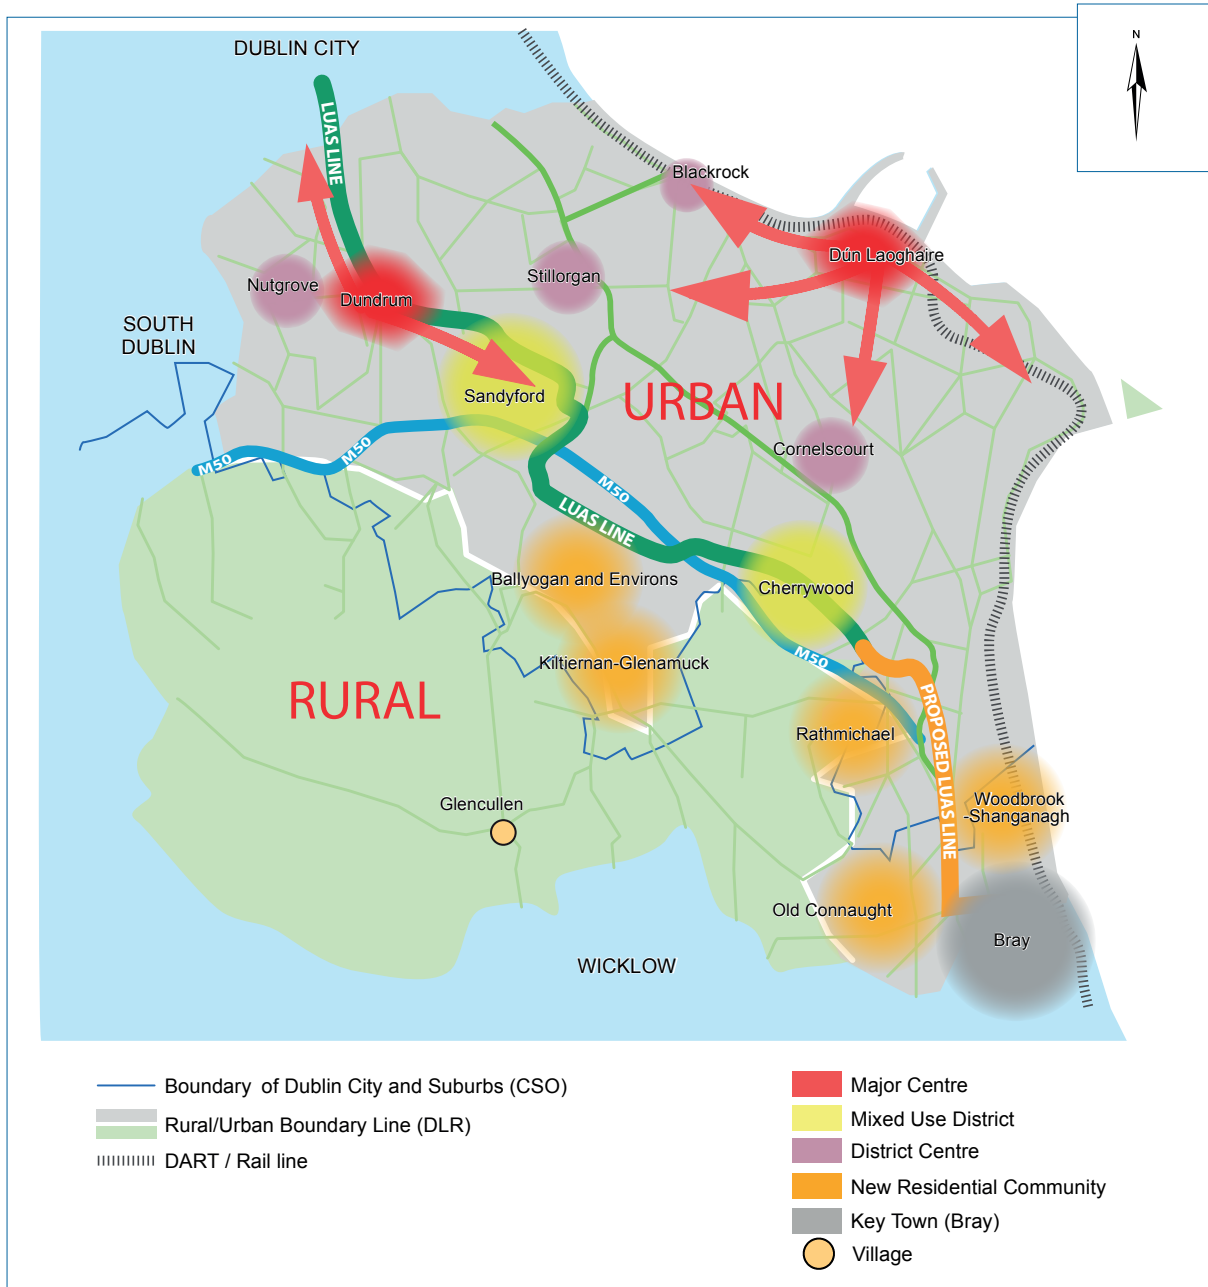 N
DUBLIN CITY
LUAS LINE
Blackrock
Dún Laoghaire
Stillorgan
Nutgrove
Dundrum
SOUTH
DUBLIN
Sandyford
URBAN
Cornelscourt
M50
M50
M50
LUAS LINE
Ballyogan and Environs
Cherrywood
Kiltiernan-Glenamuck
M50
RURAL
PROPOSED LUAS LINE
Rathmichael
Glencullen
Woodbrook
-Shanganagh
Old Connaught
Bray
WICKLOW
Boundary of Dublin City and Suburbs (CSO)
Rural/Urban Boundary Line (DLR)
DART / Rail line
Major Centre
Mixed Use District
District Centre
New Residential Community
Key Town (Bray)
Village